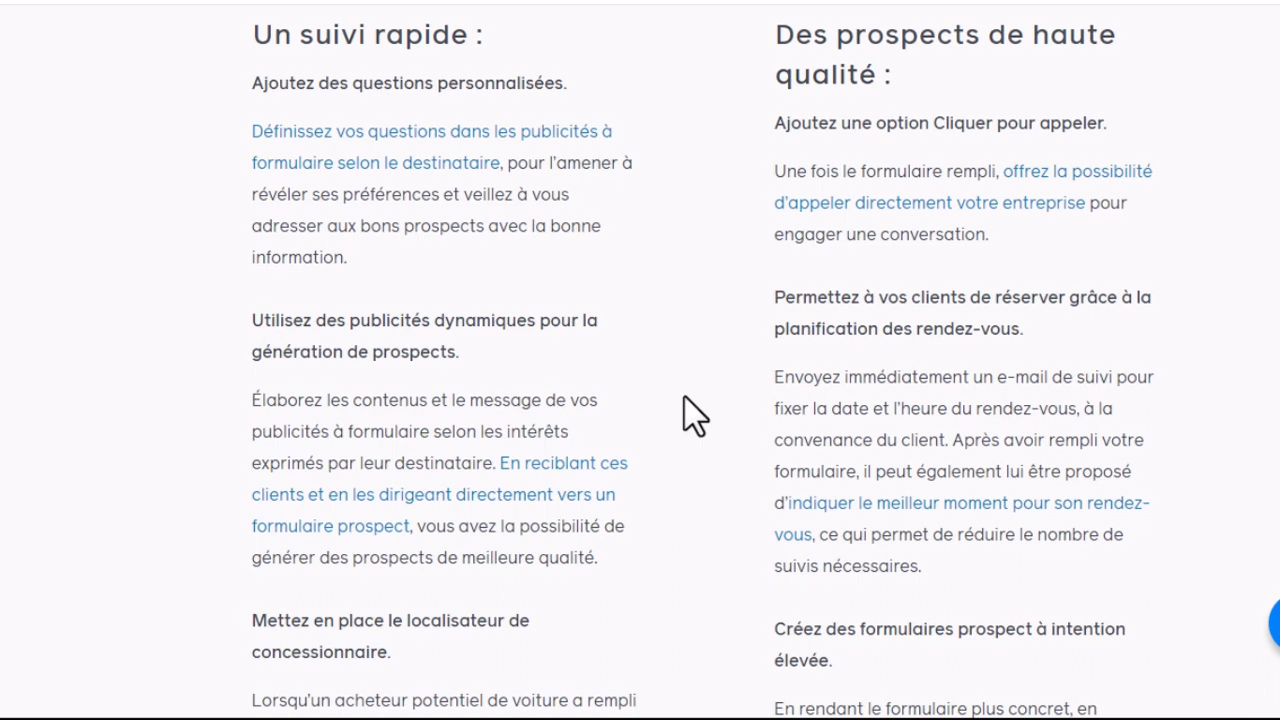 Un suivi rapide :
Ajoutez des questions personnalisées.
Définissez vos questions dans les publicités à
formulaire selon le destinataire, pour l'amener à
révéler ses préférences et veillez à vous
adresser aux bons prospects avec la bonne
information.
Utilisez des publicités dynamiques pour la
génération de prospects.
Élaborez les contenus et le message de vos
publicités à formulaire selon les intérêts
exprimés par leur destinataire. En reciblant ces
clients et en les dirigeant directement vers un
formulaire prospect, vous avez la possibilité de
générer des prospects de meilleure qualité.
Mettez en place le localisateur de
concessionnaire.
Lorsqu'un acheteur potentiel de voiture a rempli
Des prospects de haute
qualité :
Ajoutez une option Cliquer pour appeler.
Une fois le formulaire rempli, offrez la possibilité
d'appeler directement votre entreprise pour
engager une conversation.
Permettez à vos clients de réserver grâce à la
planification des rendez-vous.
Envoyez immédiatement un e-mail de suivi pour
fixer la date et l'heure du rendez-vous, à la
convenance du client. Après avoir rempli votre
formulaire, il peut également lui être proposé
d'indiquer le meilleur moment pour son rendez-
vous, ce qui permet de réduire le nombre de
suivis nécessaires.
Créez des formulaires prospect à intention
élevée.
En rendant le formulaire plus concret, en